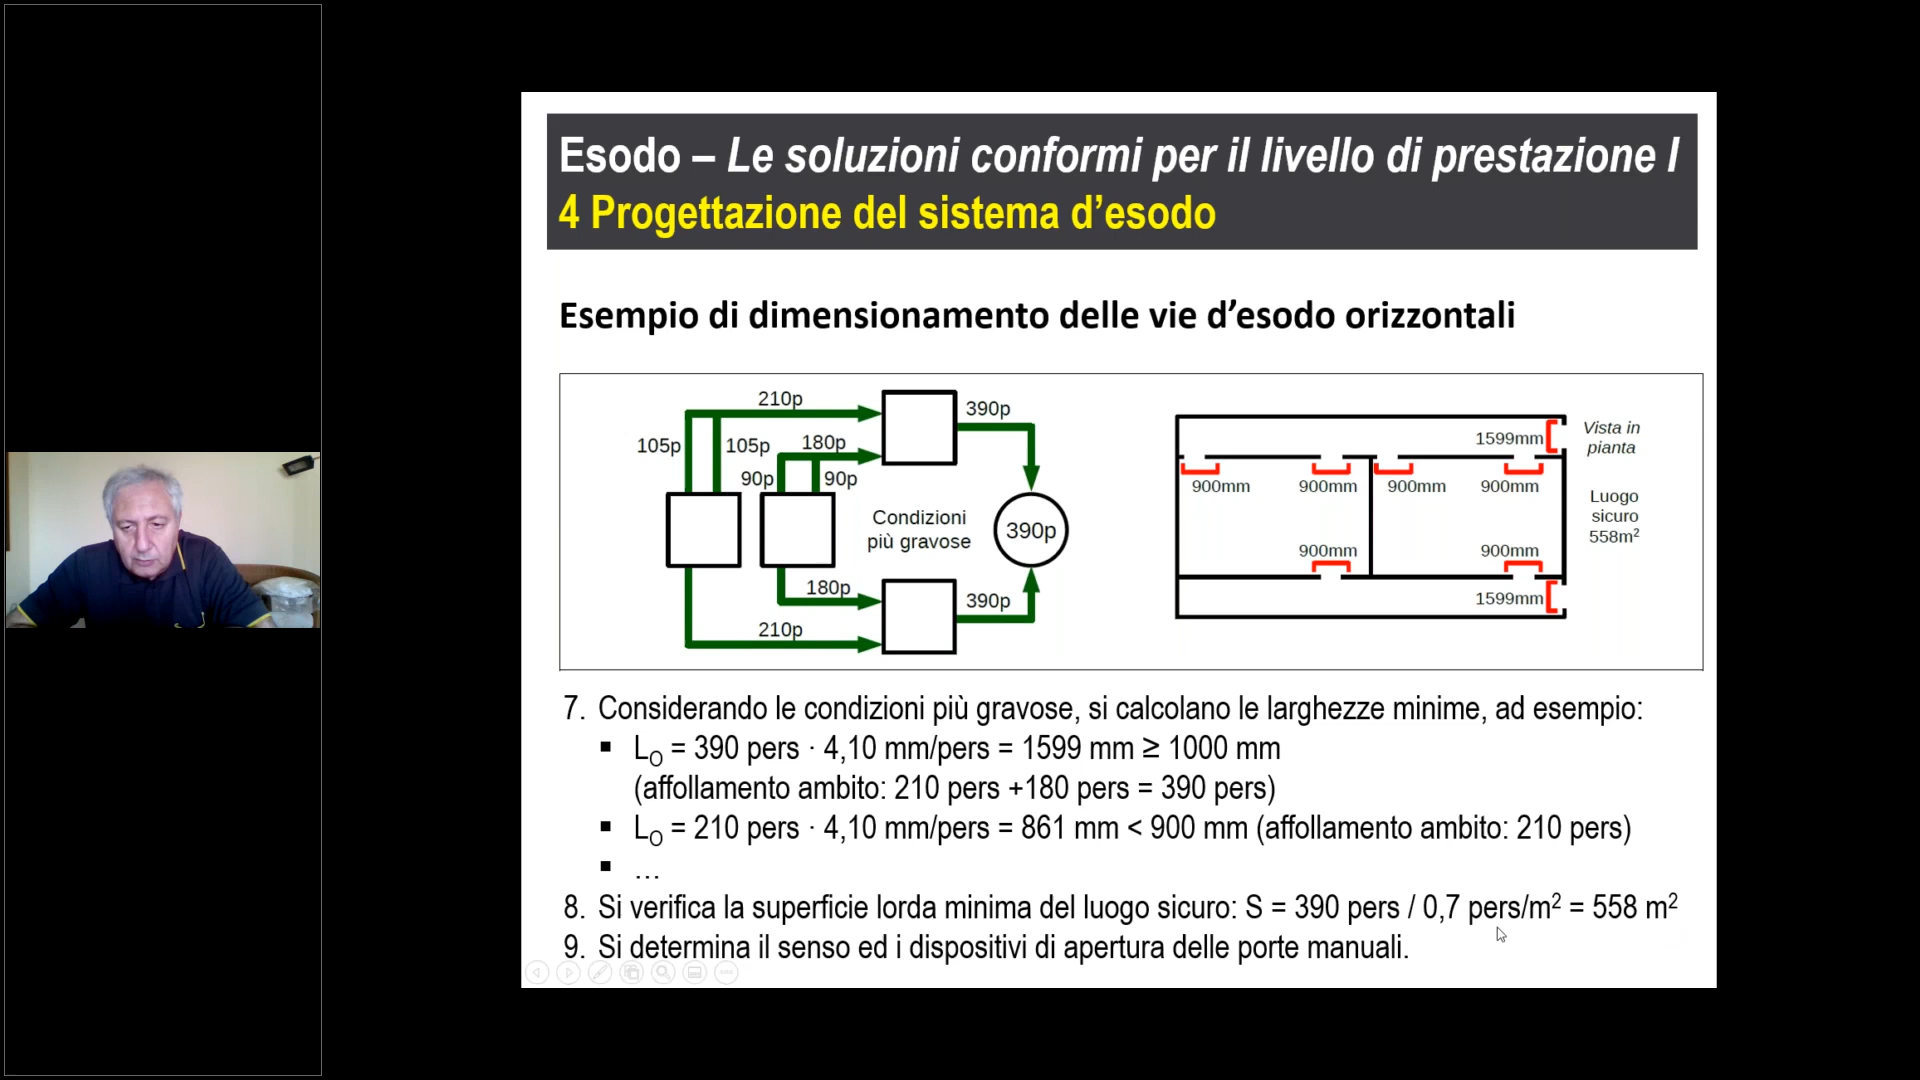 Esodo – Le soluzioni conformi per il livello di prestazione I
4 Progettazione del sistema d’esodo
Esempio di dimensionamento delle vie d’esodo orizzontali
210p
390p
105p
105p
180p
90p
90p
Condizioni
più gravose
390p
180p
390p
210p
1599mm
Vista in
pianta
900mm
900mm
900mm
900mm
Luogo
sicuro
558m²
900mm
900mm
1599mm
7. Considerando le condizioni più gravose, si calcolano le larghezze minime, ad esempio:
▪ LO = 390 pers · 4,10 mm/pers = 1599 mm ≥ 1000 mm
(affollamento ambito: 210 pers +180 pers = 390 pers)
▪ LO = 210 pers · 4,10 mm/pers = 861 mm < 900 mm (affollamento ambito: 210 pers)
▪ …
8. Si verifica la superficie lorda minima del luogo sicuro: S = 390 pers / 0,7 pers/m² = 558 m²
9. Si determina il senso ed i dispositivi di apertura delle porte manuali.